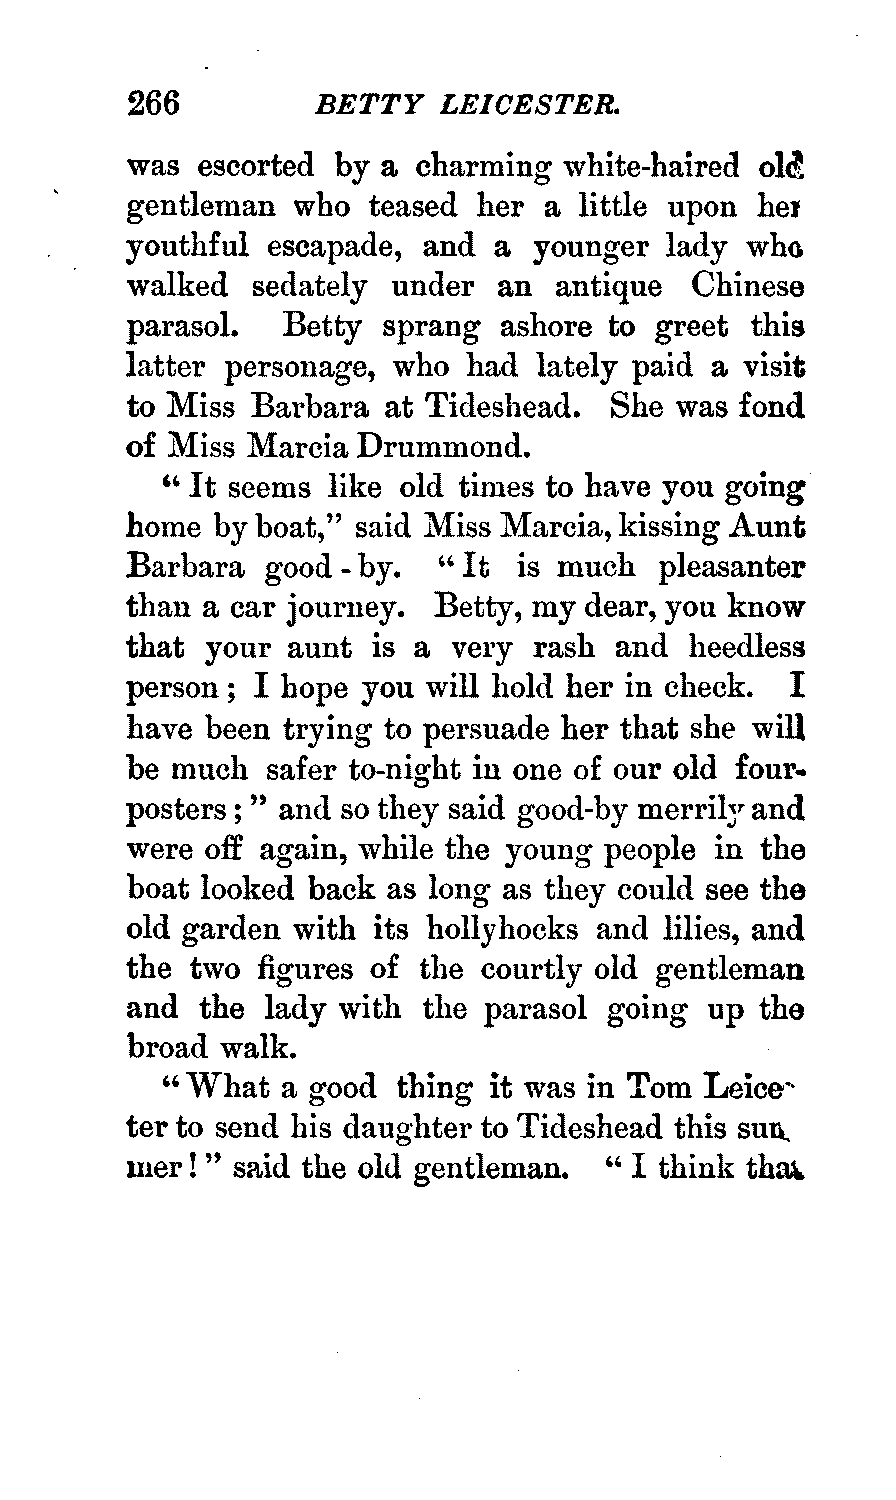 266 BETTY LEICESTER.
was escorted by a charming white-haired old
gentleman who teased her a little upon her
youthful escapade, and a younger lady who
walked sedately under an antique Chinese
parasol. Betty sprang ashore to greet this
latter personage, who had lately paid a visit
to Miss Barbara at Tideshead. She was fond
of Miss Marcia Drummond.
“ It seems like old times to have you going
home by boat,” said Miss Marcia, kissing Aunt
Barbara good-by. “ It is much pleasanter
than a car journey. Betty, my dear, you know
that your aunt is a very rash and heedless
person ; I hope you will hold her in check. I
have been trying to persuade her that she will
be much safer to-night in one of our old four-
posters ; ” and so they said good-by merrily and
were off again, while the young people in the
boat looked back as long as they could see the
old garden with its hollyhocks and lilies, and
the two figures of the courtly old gentleman
and the lady with the parasol going up the
broad walk.
“ What a good thing it was in Tom Leices-
ter to send his daughter to Tideshead this sum-
mer ! ” said the old gentleman. “ I think that